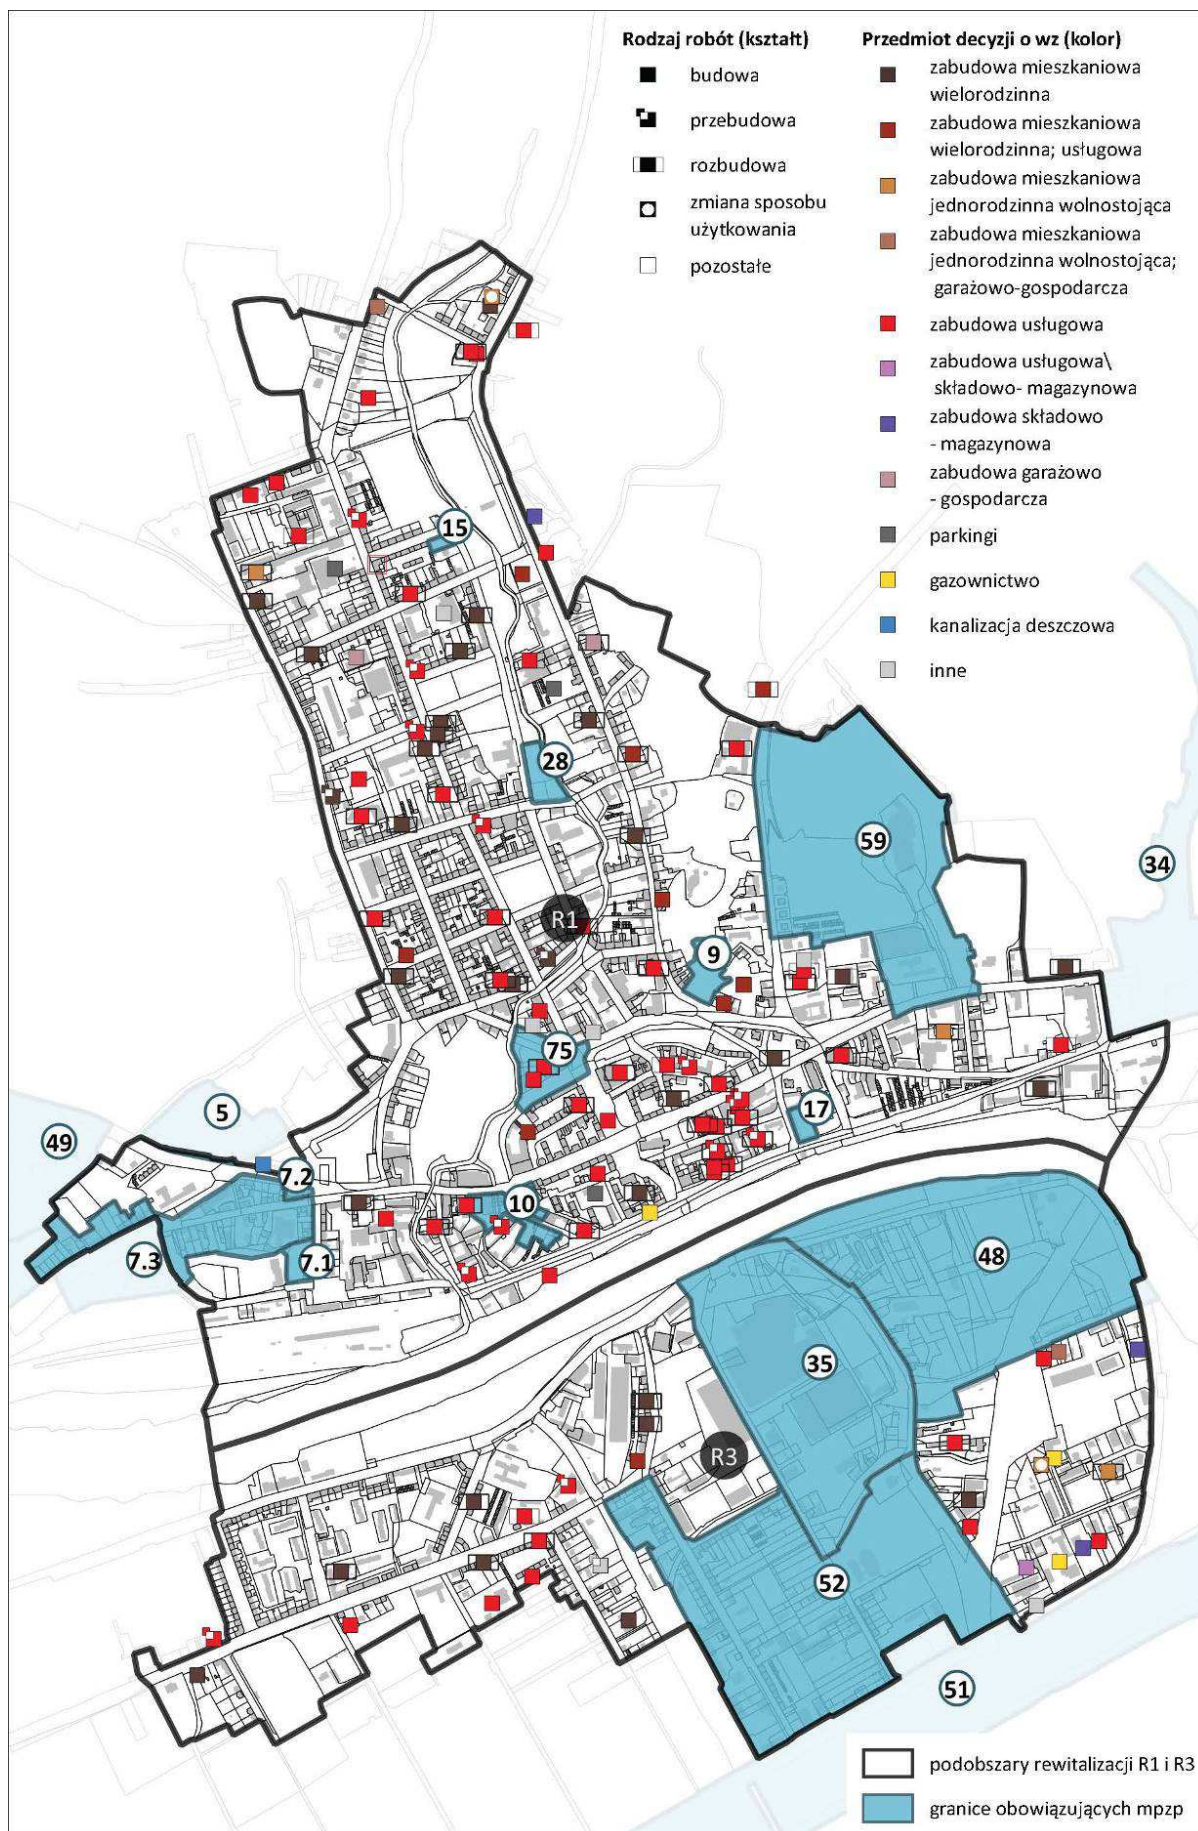 Rodzaj robót (kształt)
budowa
przebudowa
rozbudowa
zmiana sposobu
użytkowania
pozostałe
Przedmiot decyzji o wz (kolor)
zabudowa mieszkaniowa
wielorodzinna
zabudowa mieszkaniowa
wielorodzinna; usługowa
zabudowa mieszkaniowa
jednorodzinna wolnostojąca
zabudowa mieszkaniowa
jednorodzinna wolnostojąca;
garażowo-gospodarcza
zabudowa usługowa
zabudowa usługowa\
składowo- magazynowa
zabudowa składowo
- magazynowa
zabudowa garażowo
- gospodarcza
parkingi
gazownictwo
kanalizacja deszczowa
inne
15
28
59
34
R1
9
75
5
17
49
7.2
10
7.3
7.1
48
35
R3
52
51
podobszary rewitalizacji R1 i R3
granice obowiązujących mpzp